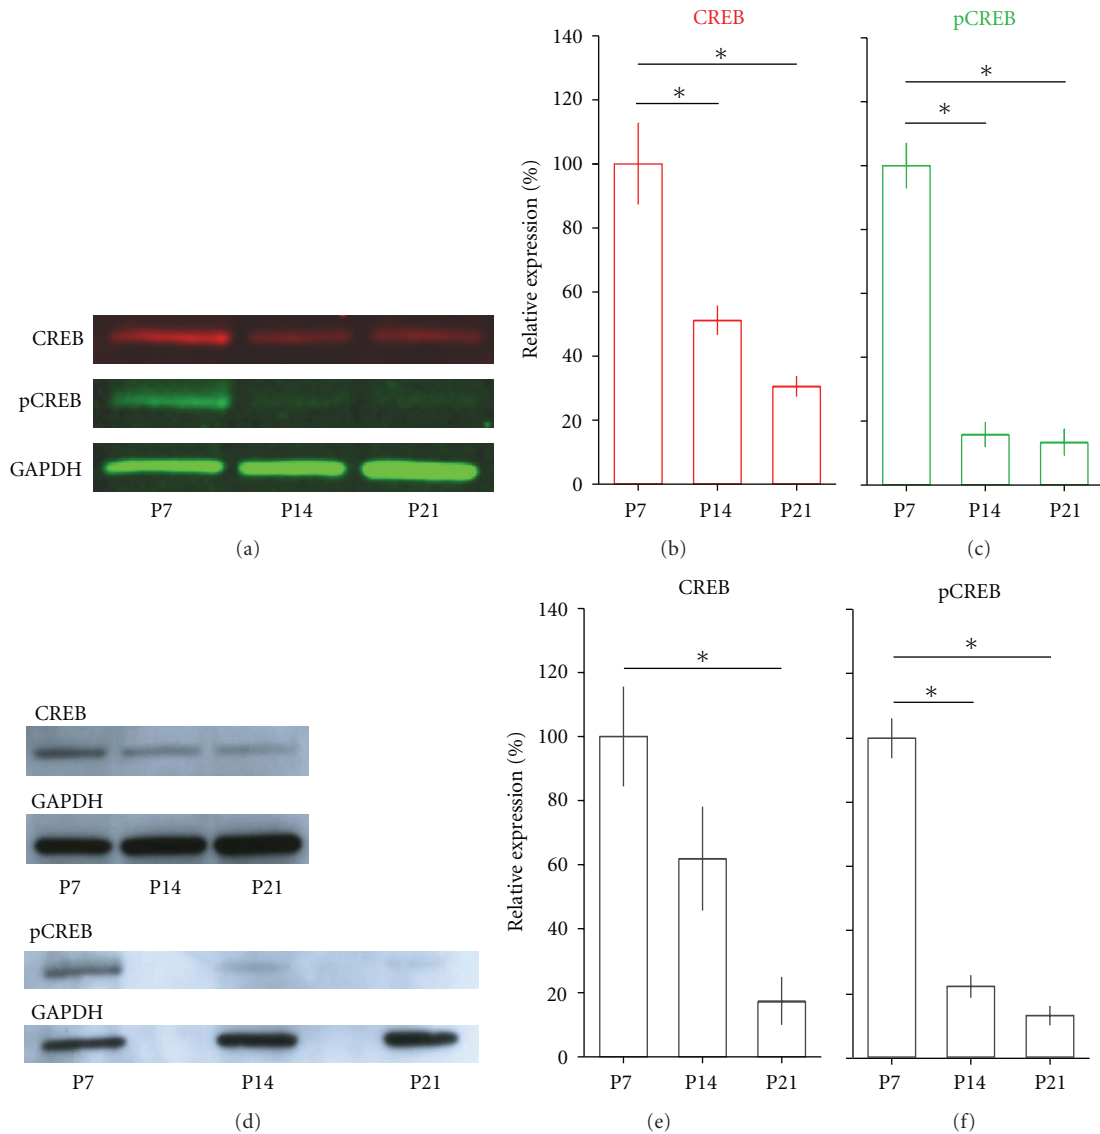 CREB
pCREB
GAPDH
P7 P14 P21
(a)
CREB
Relative expression (%)
140
120
100
80
60
40
20
0
* *
P7 P14 P21
(b)
pCREB
* *
P7 P14 P21
(c)
CREB
GAPDH
P7 P14 P21
pCREB
GAPDH
P7 P14 P21
(d)
CREB
Relative expression (%)
140
120
100
80
60
40
20
0
*
P7 P14 P21
(e)
pCREB
* *
P7 P14 P21
(f)